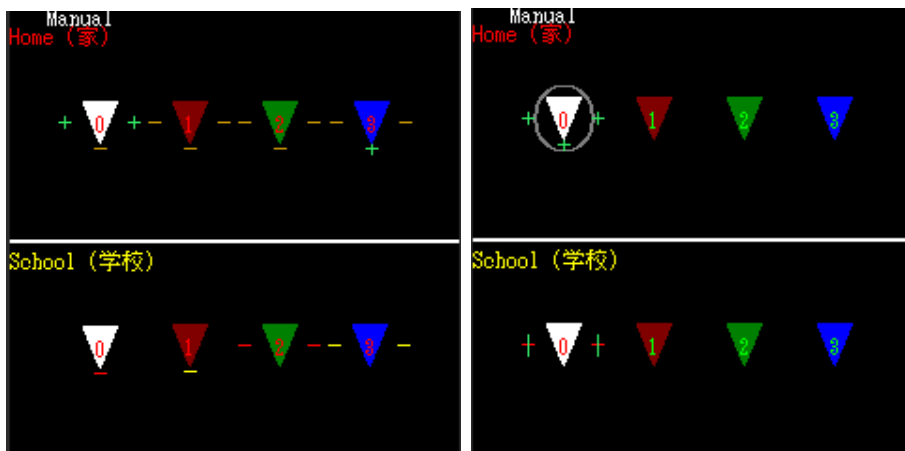 Manual
Home (家)
+ 0 + - 1 - - 2 - - 3 -
- - - +
School (学校)
0 1 - 2 - - 3 -
- -
Manual
Home (家)
+ 0 + 1 2 3
+
School (学校)
+ 0 + 1 2 3